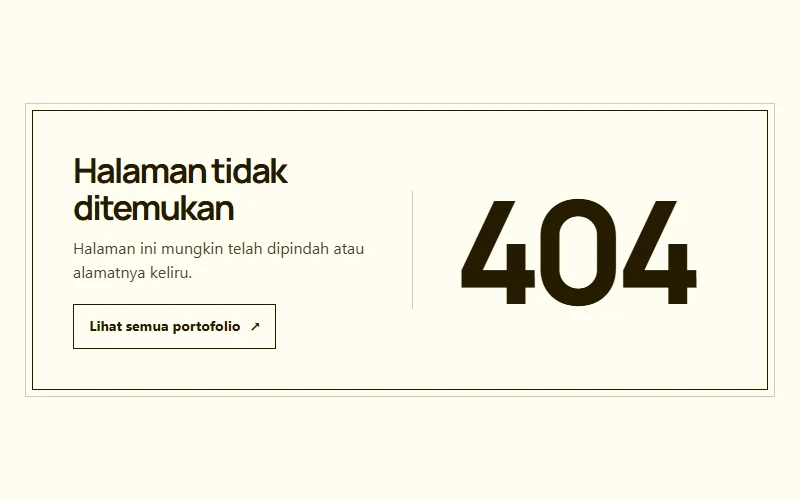 Halaman tidak
ditemukan
Halaman ini mungkin telah dipindah atau
alamatnya keliru.
Lihat semua portofolio ↗
404